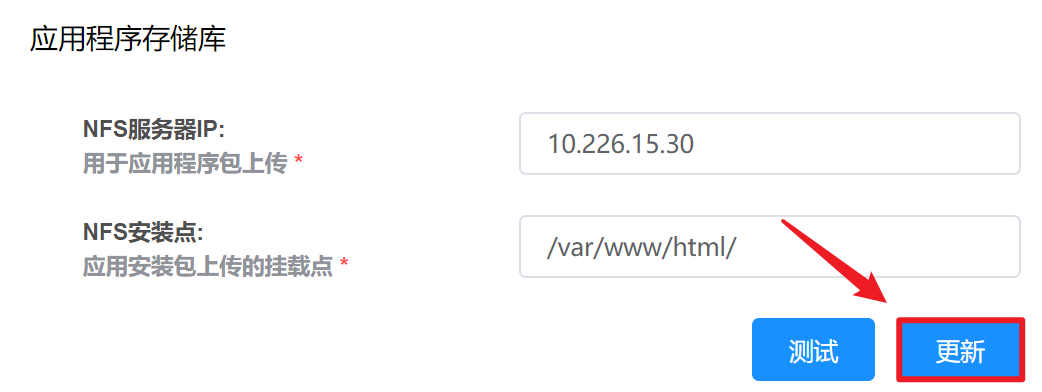 应用程序存储库
NFS服务器IP:
10.226.15.30
用于应用程序包上传 *
NFS安装点:
/var/www/html/
应用安装包上传的挂载点 *
测试
更新